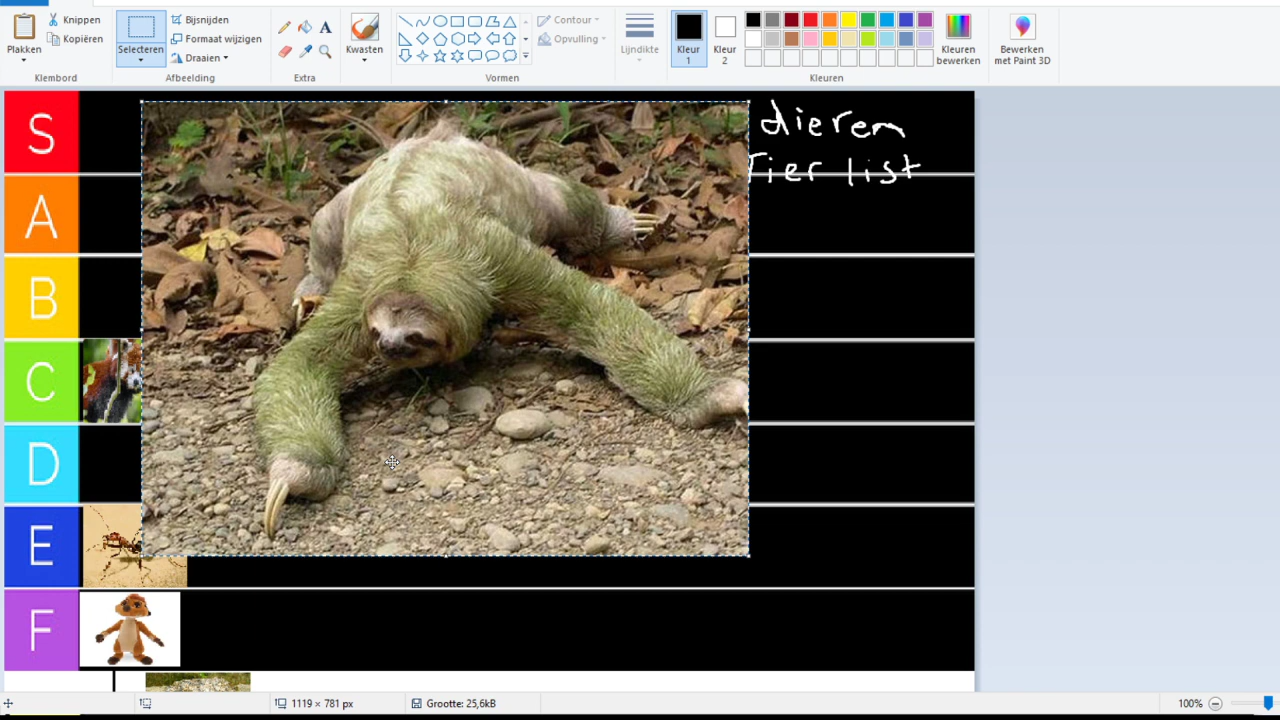 Plakken
Knippen
Kopiëren
Klembord
Selecteren
Bijsnijden
Formaat wijzigen
Draaien
Afbeelding
A
Extra
Kwasten
Vormen
Contour
Opvulling
Lijndikte
Kleur
1
Kleur
2
Kleuren
Kleuren
bewerken
Bewerken
met Paint 3D
dieren
Tier list
S
A
B
C
D
E
F
1119 × 781 px
Grootte: 25,6kB
100%